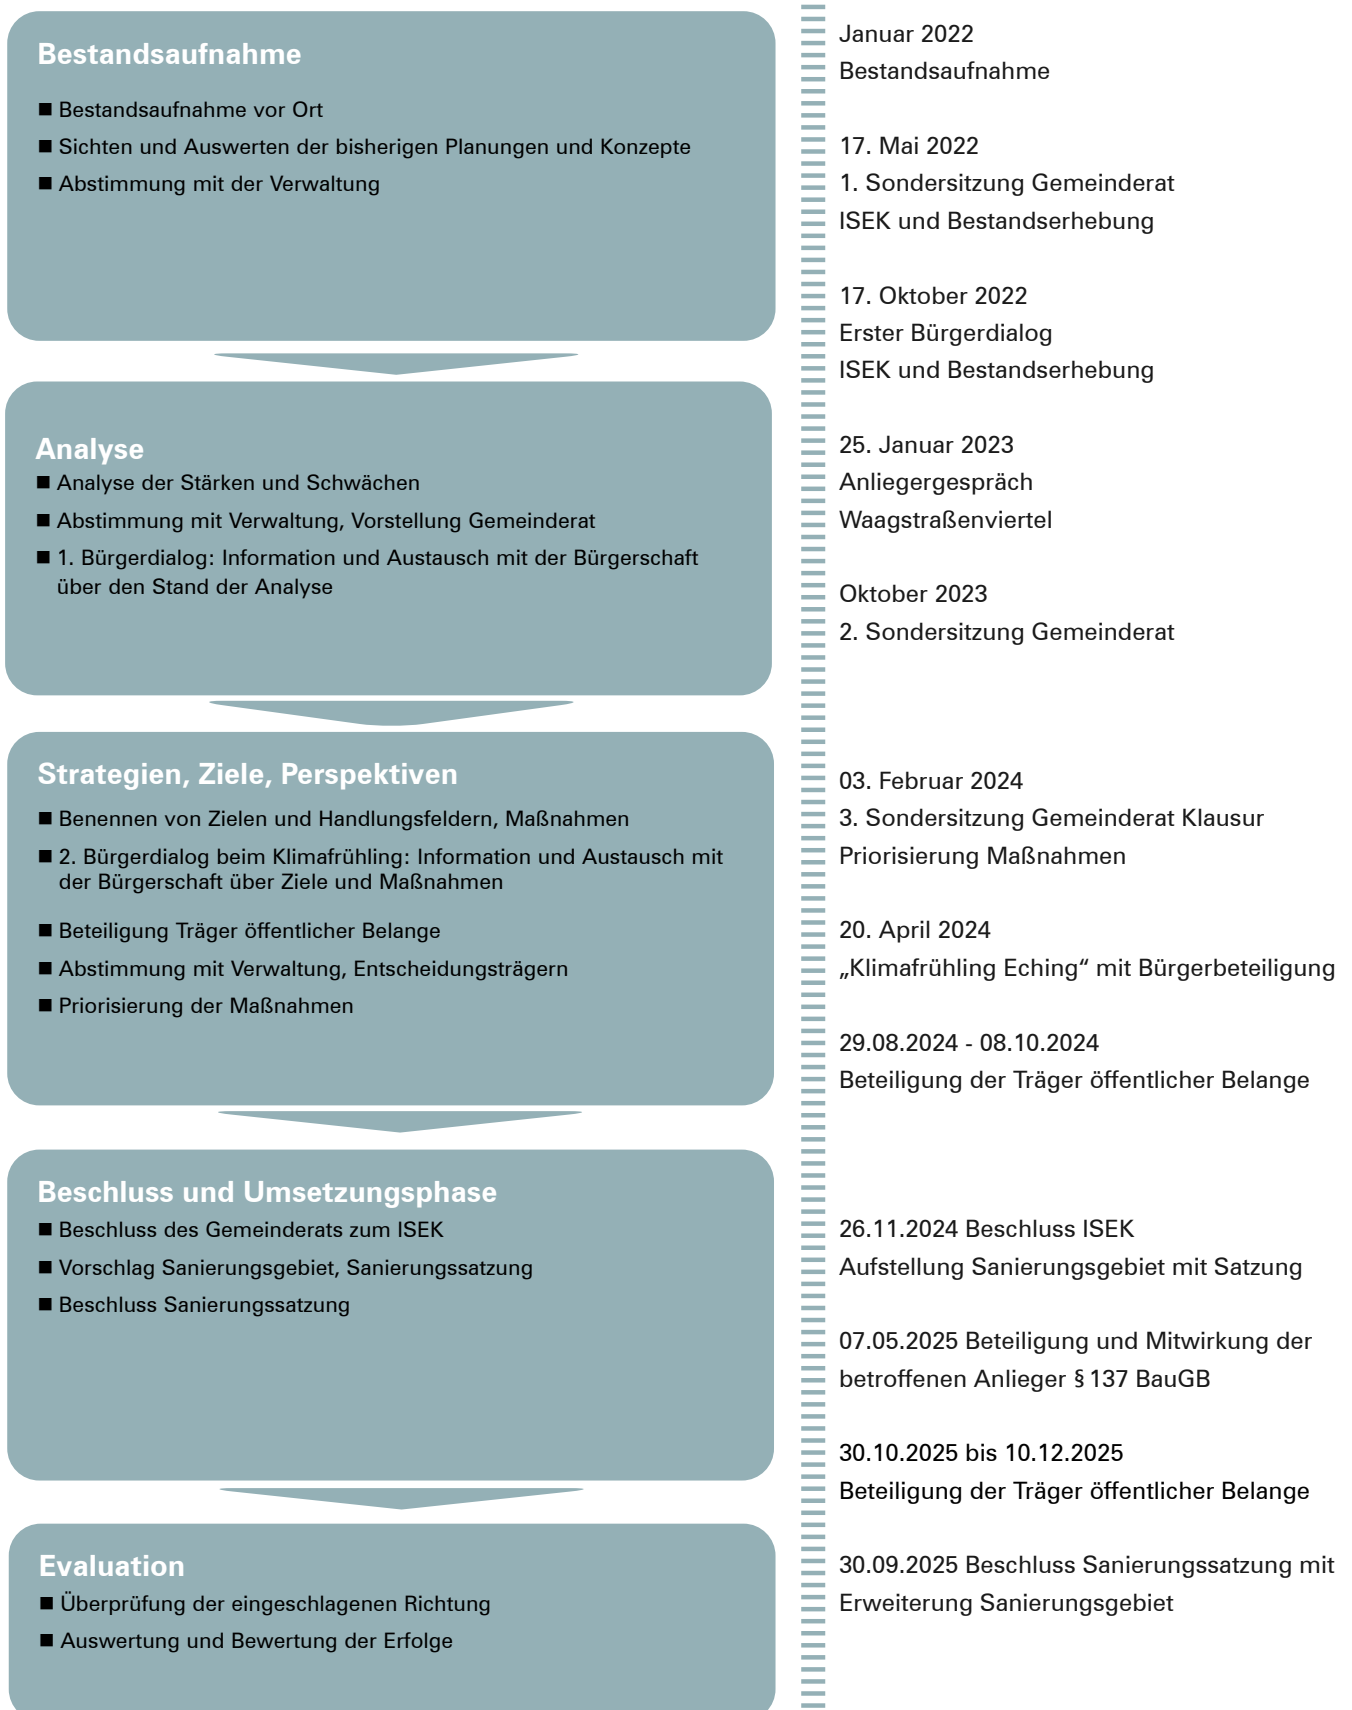 Bestandsaufnahme
■ Bestandsaufnahme vor Ort
■ Sichten und Auswerten der bisherigen Planungen und Konzepte
■ Abstimmung mit der Verwaltung
Analyse
■ Analyse der Stärken und Schwächen
■ Abstimmung mit Verwaltung, Vorstellung Gemeinderat
■ 1. Bürgerdialog: Information und Austausch mit der Bürgerschaft
über den Stand der Analyse
Strategien, Ziele, Perspektiven
■ Benennen von Zielen und Handlungsfeldern, Maßnahmen
■ 2. Bürgerdialog beim Klimafrühling: Information und Austausch mit
der Bürgerschaft über Ziele und Maßnahmen
■ Beteiligung Träger öffentlicher Belange
■ Abstimmung mit Verwaltung, Entscheidungsträgern
■ Priorisierung der Maßnahmen
Beschluss und Umsetzungsphase
■ Beschluss des Gemeinderats zum ISEK
■ Vorschlag Sanierungsgebiet, Sanierungssatzung
■ Beschluss Sanierungssatzung
Evaluation
■ Überprüfung der eingeschlagenen Richtung
■ Auswertung und Bewertung der Erfolge
Januar 2022
Bestandsaufnahme
17. Mai 2022
1. Sondersitzung Gemeinderat
ISEK und Bestandserhebung
17. Oktober 2022
Erster Bürgerdialog
ISEK und Bestandserhebung
25. Januar 2023
Anliegergespräch
Waagstraßenviertel
Oktober 2023
2. Sondersitzung Gemeinderat
03. Februar 2024
3. Sondersitzung Gemeinderat Klausur
Priorisierung Maßnahmen
20. April 2024
„Klimafrühling Eching“ mit Bürgerbeteiligung
29.08.2024 - 08.10.2024
Beteiligung der Träger öffentlicher Belange
26.11.2024 Beschluss ISEK
Aufstellung Sanierungsgebiet mit Satzung
07.05.2025 Beteiligung und Mitwirkung der
betroffenen Anlieger § 137 BauGB
30.10.2025 bis 10.12.2025
Beteiligung der Träger öffentlicher Belange
30.09.2025 Beschluss Sanierungssatzung mit
Erweiterung Sanierungsgebiet